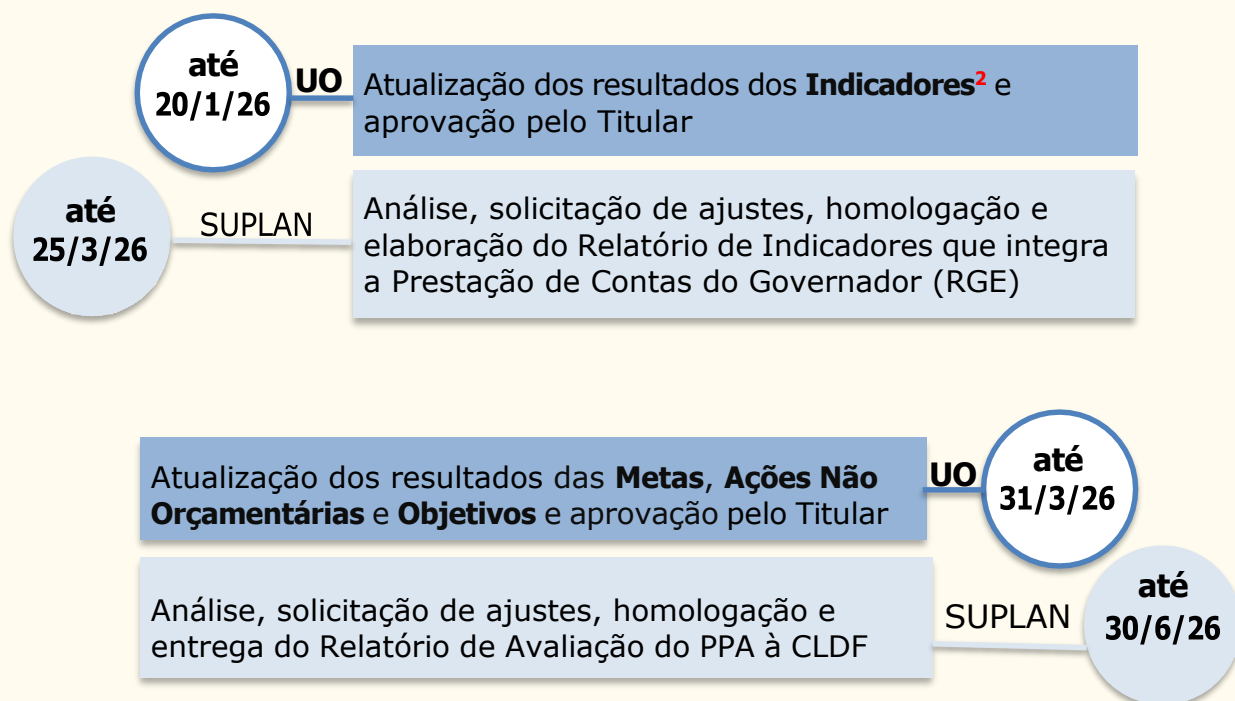 até
20/1/26
UO
Atualização dos resultados dos Indicadores² e
aprovação pelo Titular
até
25/3/26
SUPLAN
Análise, solicitação de ajustes, homologação e
elaboração do Relatório de Indicadores que integra
a Prestação de Contas do Governador (RGE)
Atualização dos resultados das Metas, Ações Não
Orçamentárias e Objetivos e aprovação pelo Titular
UO
até
31/3/26
Análise, solicitação de ajustes, homologação e
entrega do Relatório de Avaliação do PPA à CLDF
SUPLAN
até
30/6/26